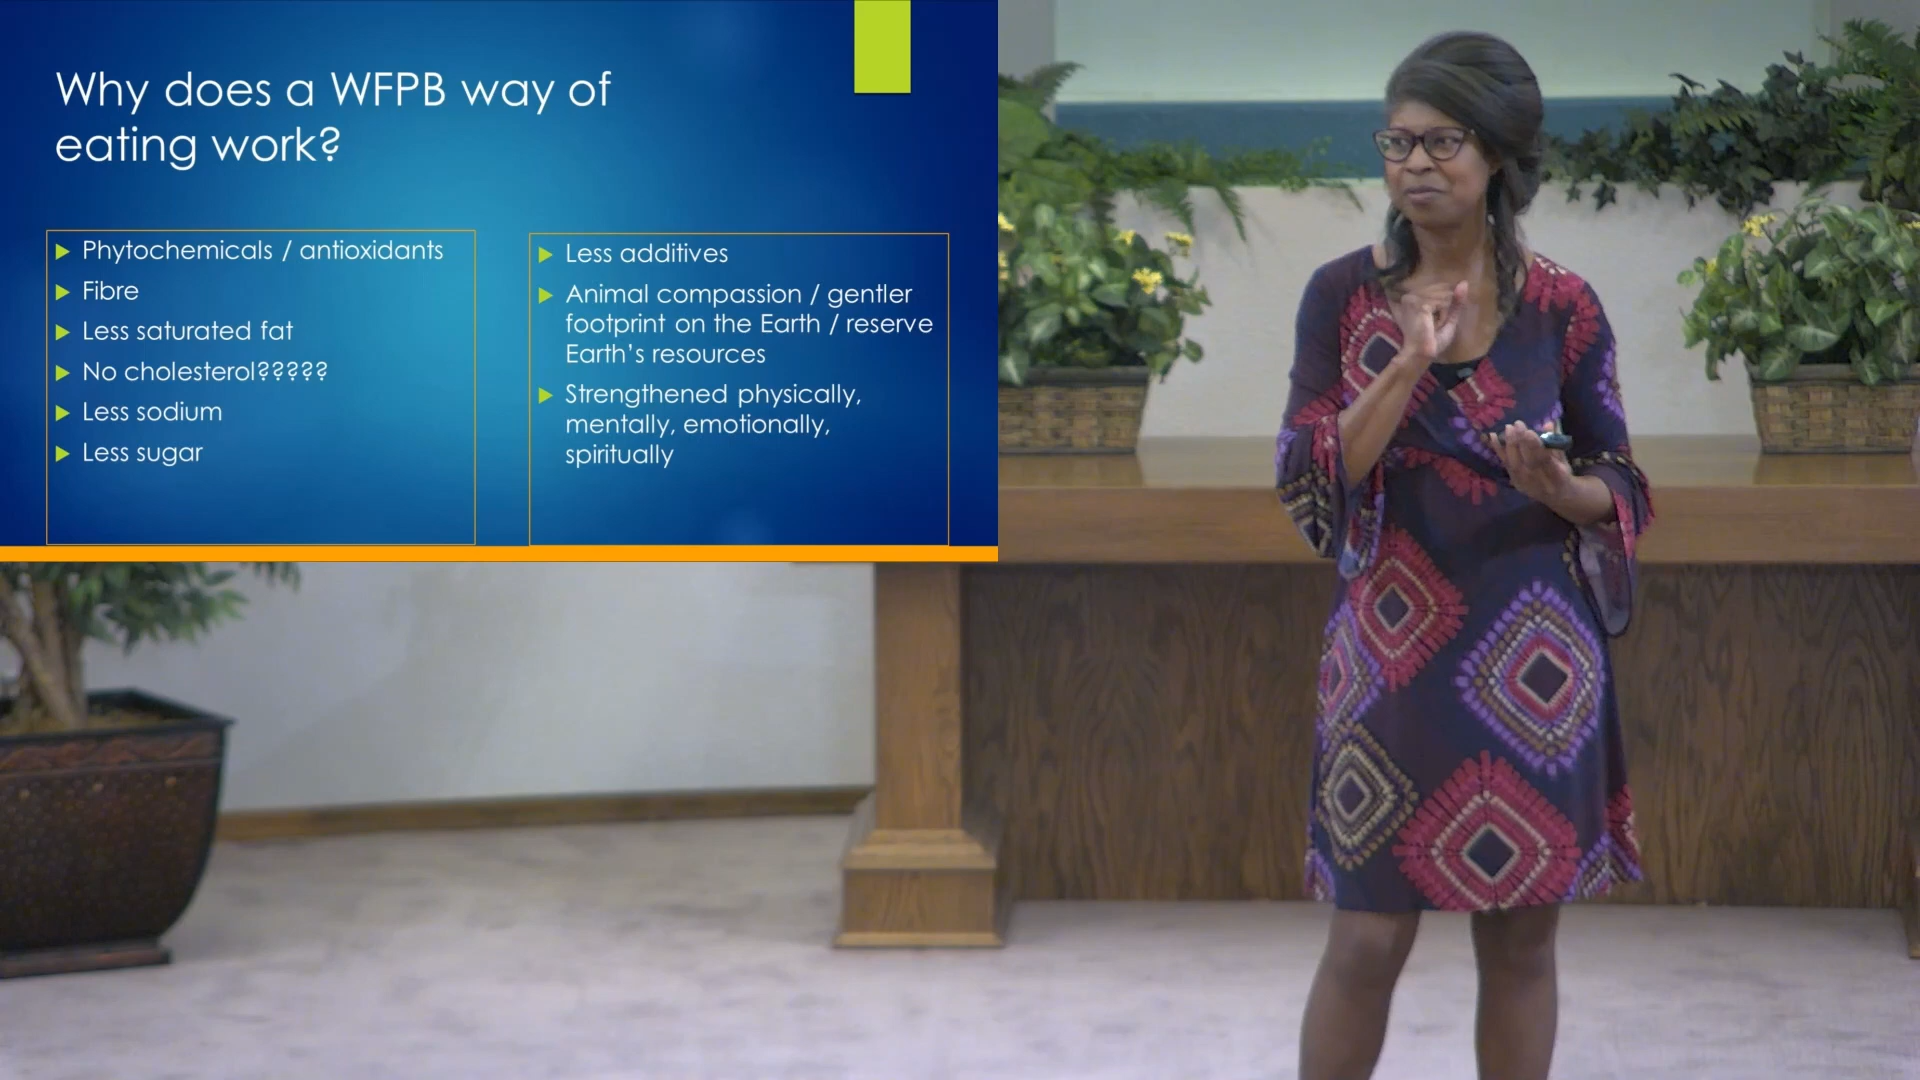 Why does a WFPB way of
eating work?
Phytochemicals / antioxidants
Fibre
Less saturated fat
No cholesterol?????
Less sodium
Less sugar
Less additives
Animal compassion / gentler
footprint on the Earth / reserve
Earth's resources
Strengthened physically,
mentally, emotionally,
spiritually